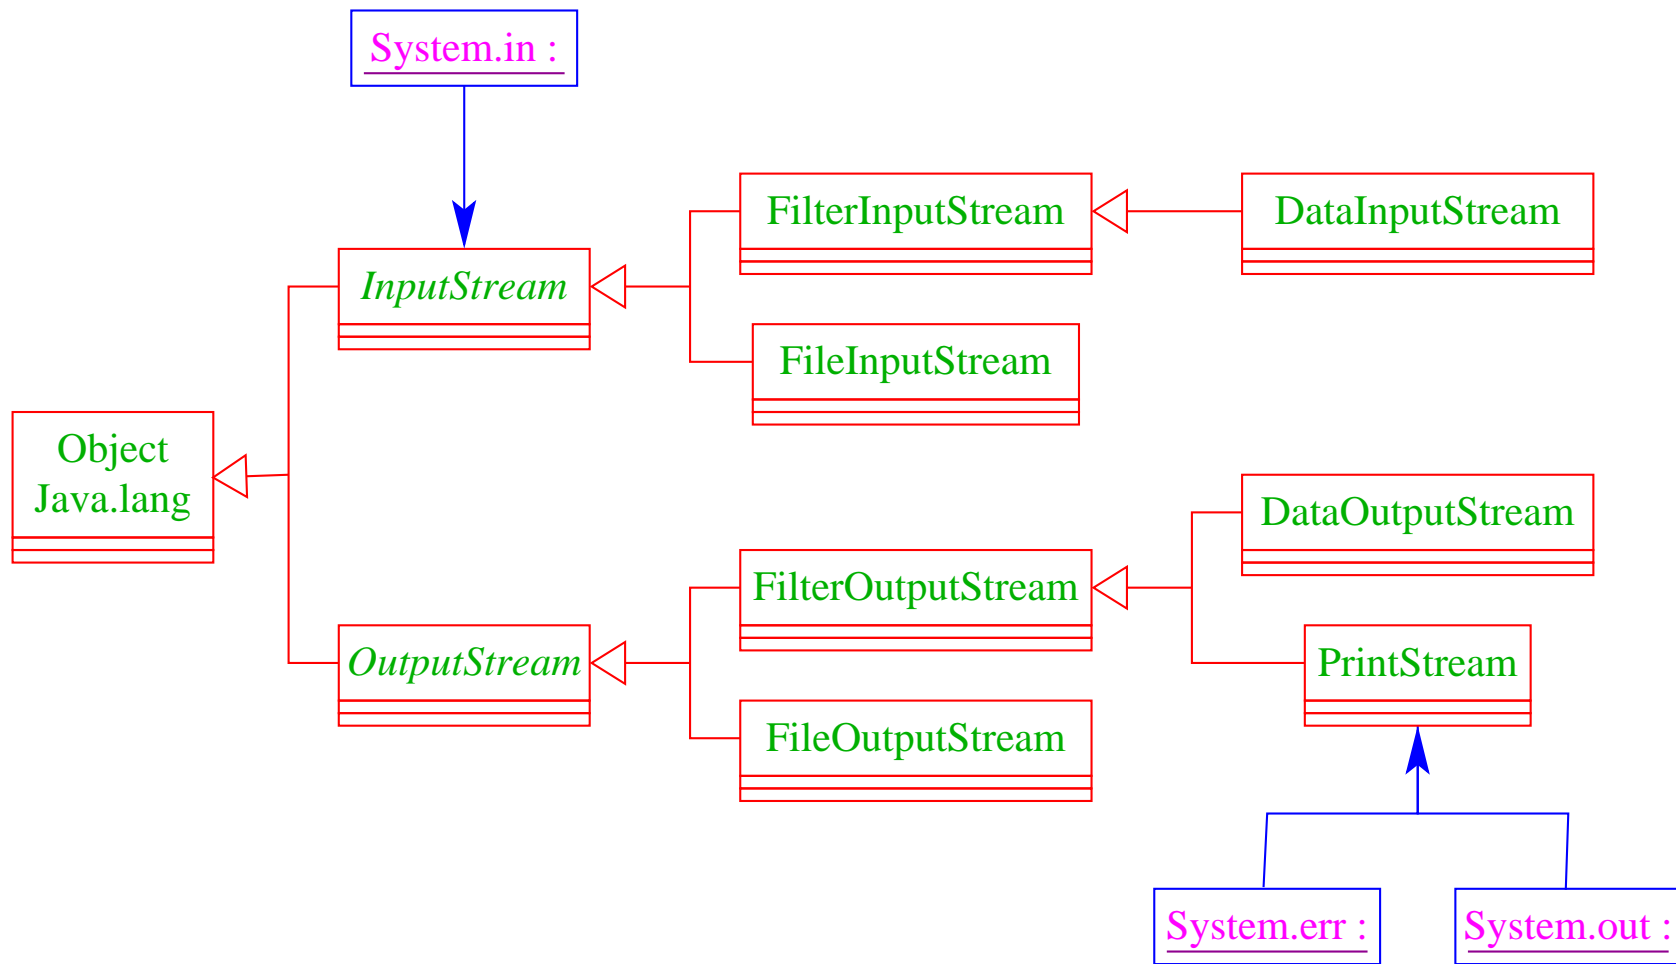 System.in :
FilterInputStream
DataInputStream
InputStream
FileInputStream
Object
Java.lang
DataOutputStream
FilterOutputStream
OutputStream
PrintStream
FileOutputStream
System.err :
System.out :